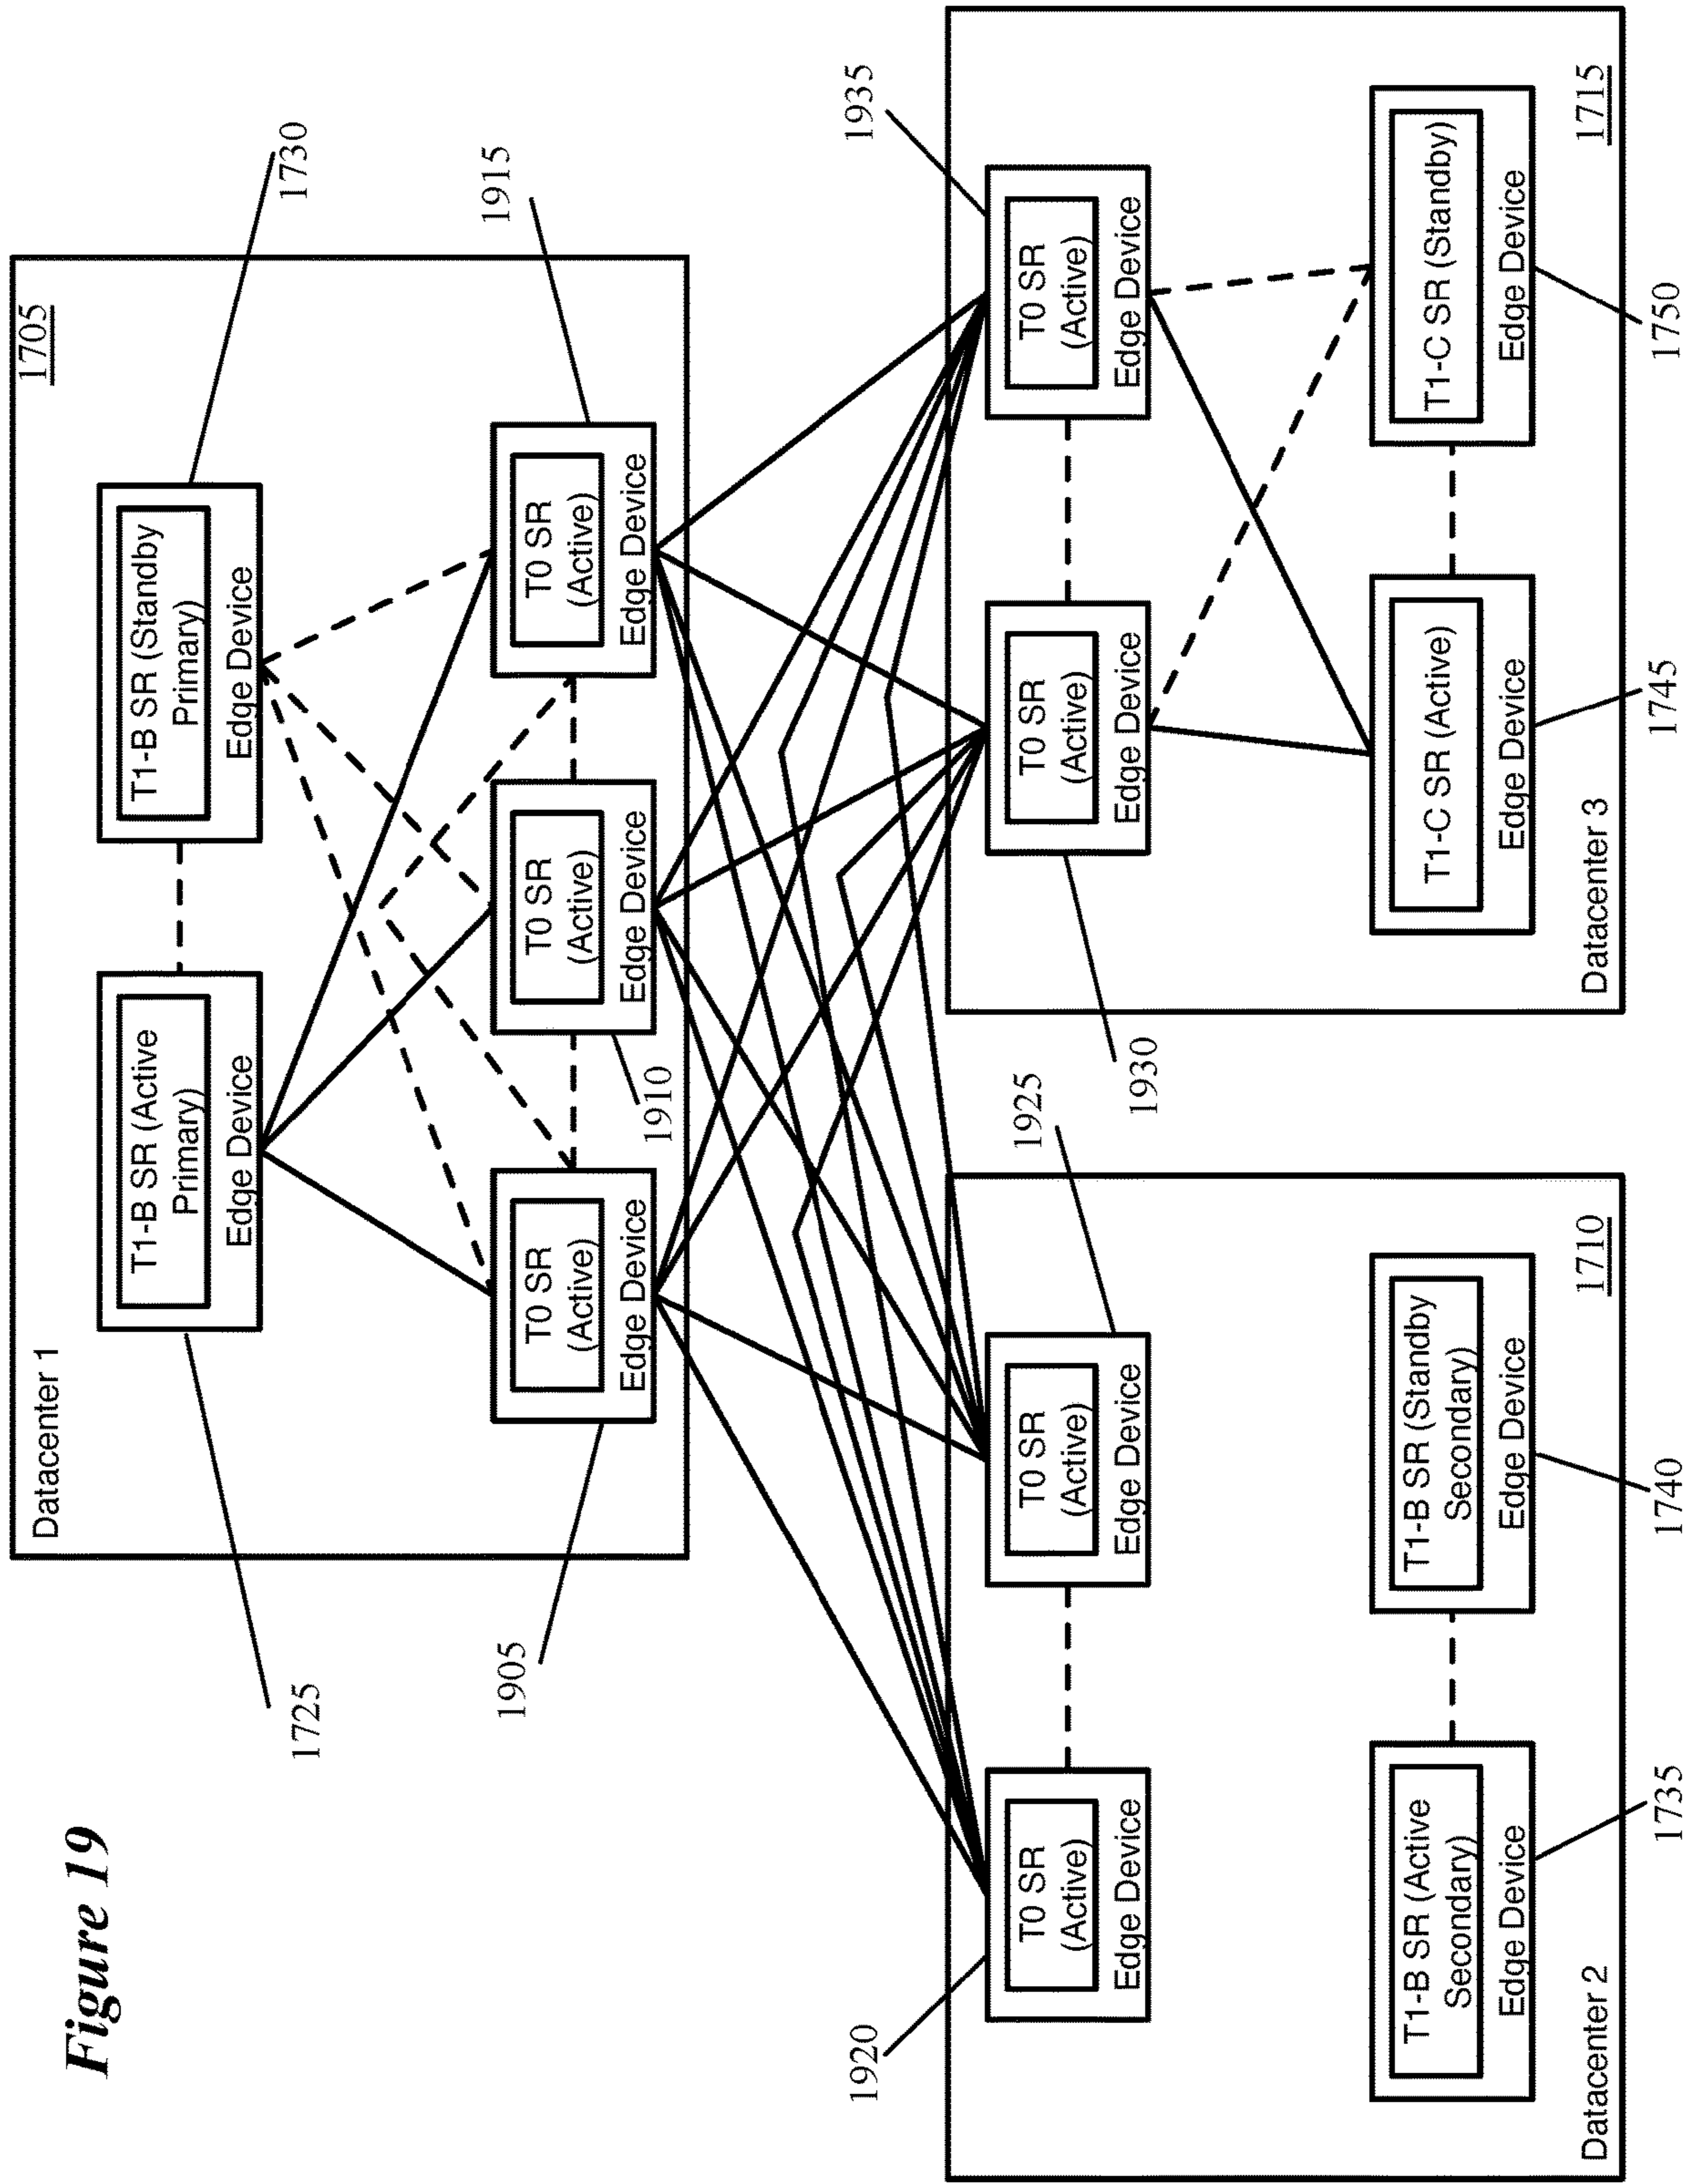 Figure 19
Datacenter 1
1705
T1-B SR (Active
Primary)
Edge Device
1725
T1-B SR (Standby
Primary)
Edge Device
1730
T0 SR
(Active)
Edge Device
1905
T0 SR
(Active)
Edge Device
1910
T0 SR
(Active)
Edge Device
1915
T0 SR
(Active)
Edge Device
1920
T0 SR
(Active)
Edge Device
1925
T1-B SR (Active
Secondary)
Edge Device
1735
T1-B SR (Standby
Secondary)
Edge Device
1740
Datacenter 2
1710
T0 SR
(Active)
Edge Device
1930
T0 SR
(Active)
Edge Device
1935
T1-C SR (Active)
Edge Device
1745
T1-C SR (Standby)
Edge Device
1750
Datacenter 3
1715